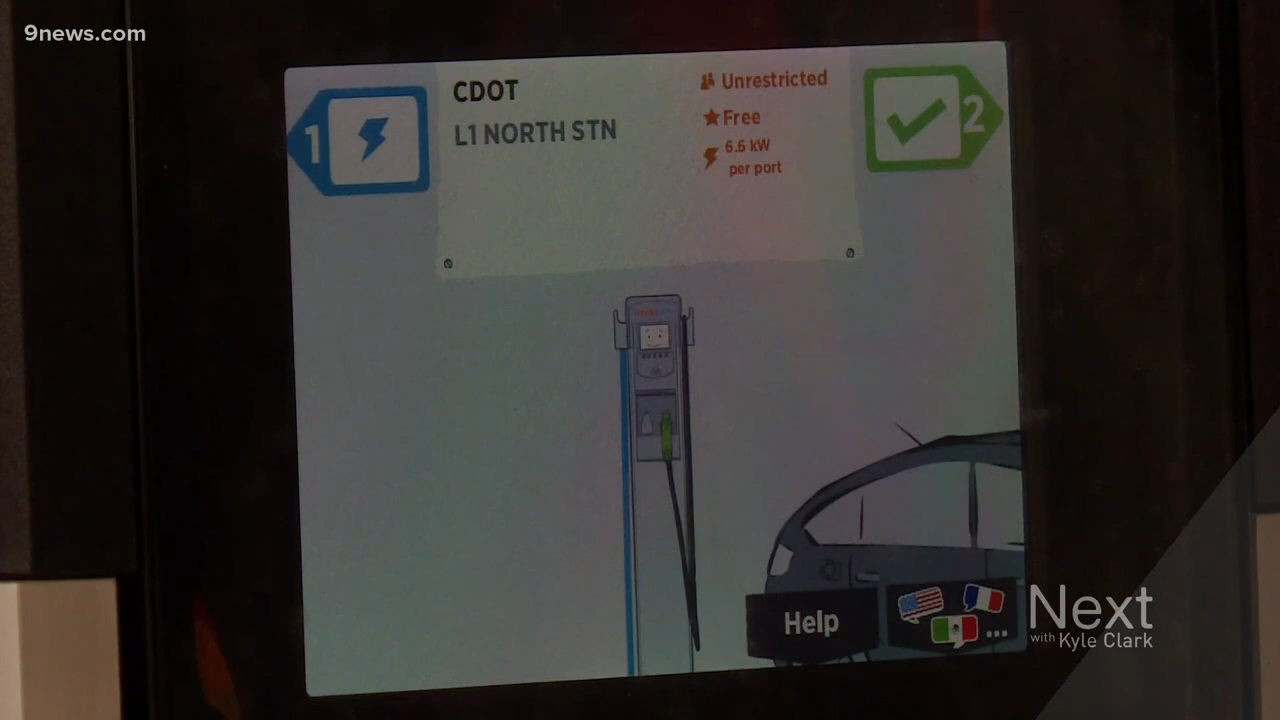 9news.com
1
CDOT
L1 NORTH STN
Unrestricted
Free
6.6 kW
per port
2
Help
...
Next
with Kyle Clark